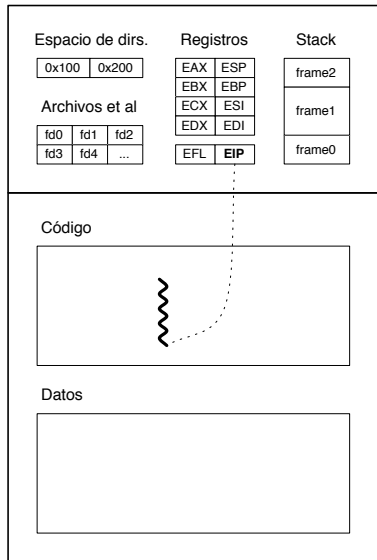 Espacio de dirs.
0x100 0x200
Archivos et al
fd0 fd1 fd2
fd3 fd4 ...
Registros
EAX ESP
EBX EBP
ECX ESI
EDX EDI
EFL EIP
Stack
frame2
frame1
frame0
Código
Datos